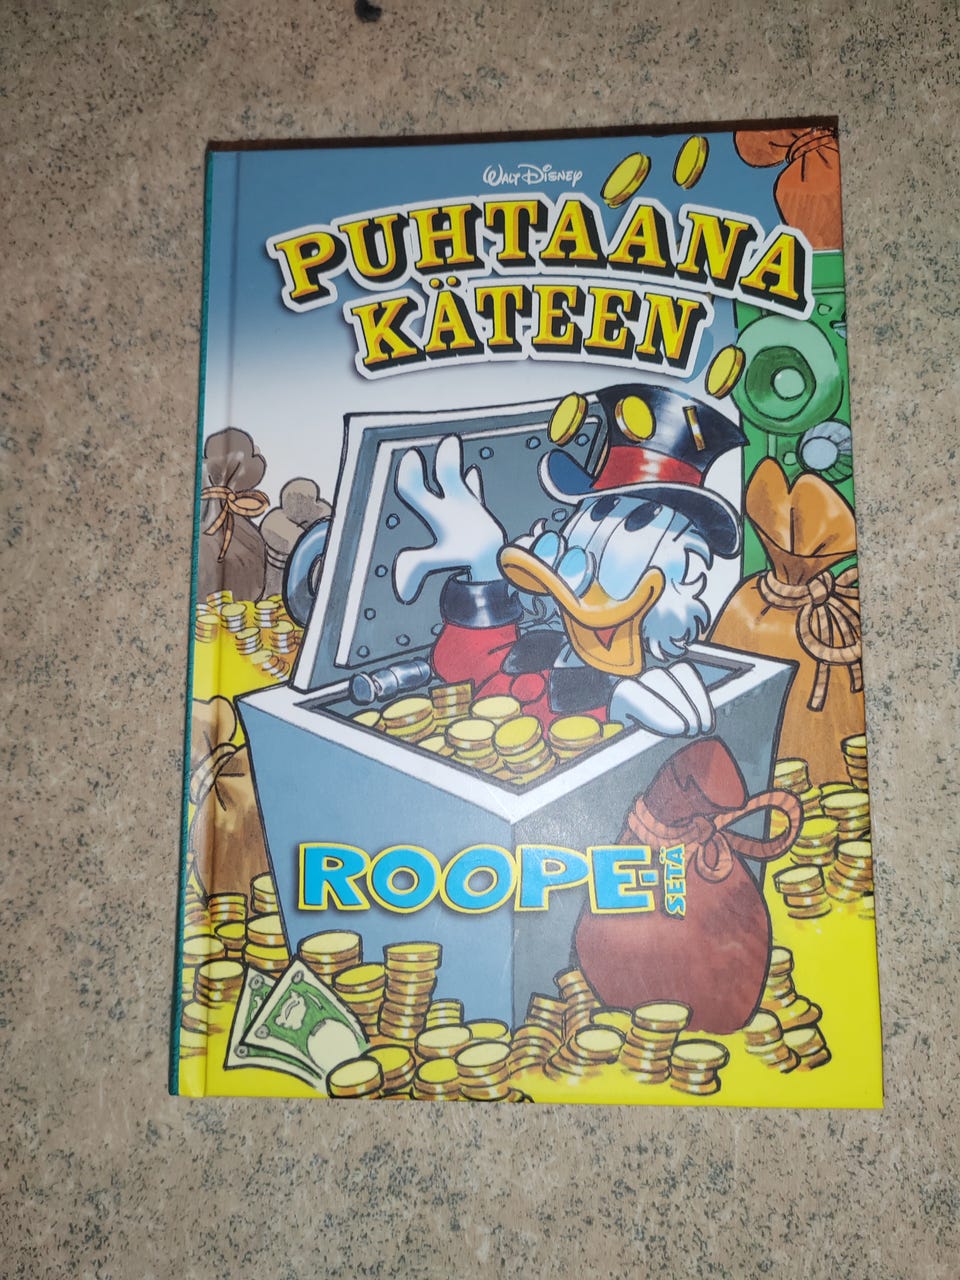 Walt Disney
PUHTAANA
KÄTEEN
ROOPE-SETÄ